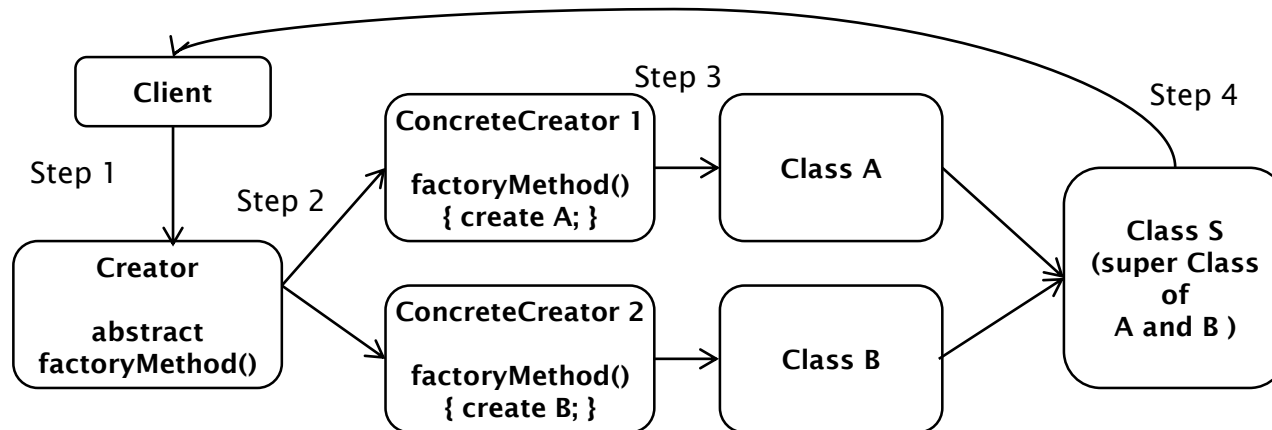 Client
Step 1
Creator
abstract
factoryMethod()
Step 2
ConcreteCreator 1
factoryMethod()
{ create A; }
ConcreteCreator 2
factoryMethod()
{ create B; }
Step 3
Class A
Class B
Step 4
Class S
(super Class
of
A and B )